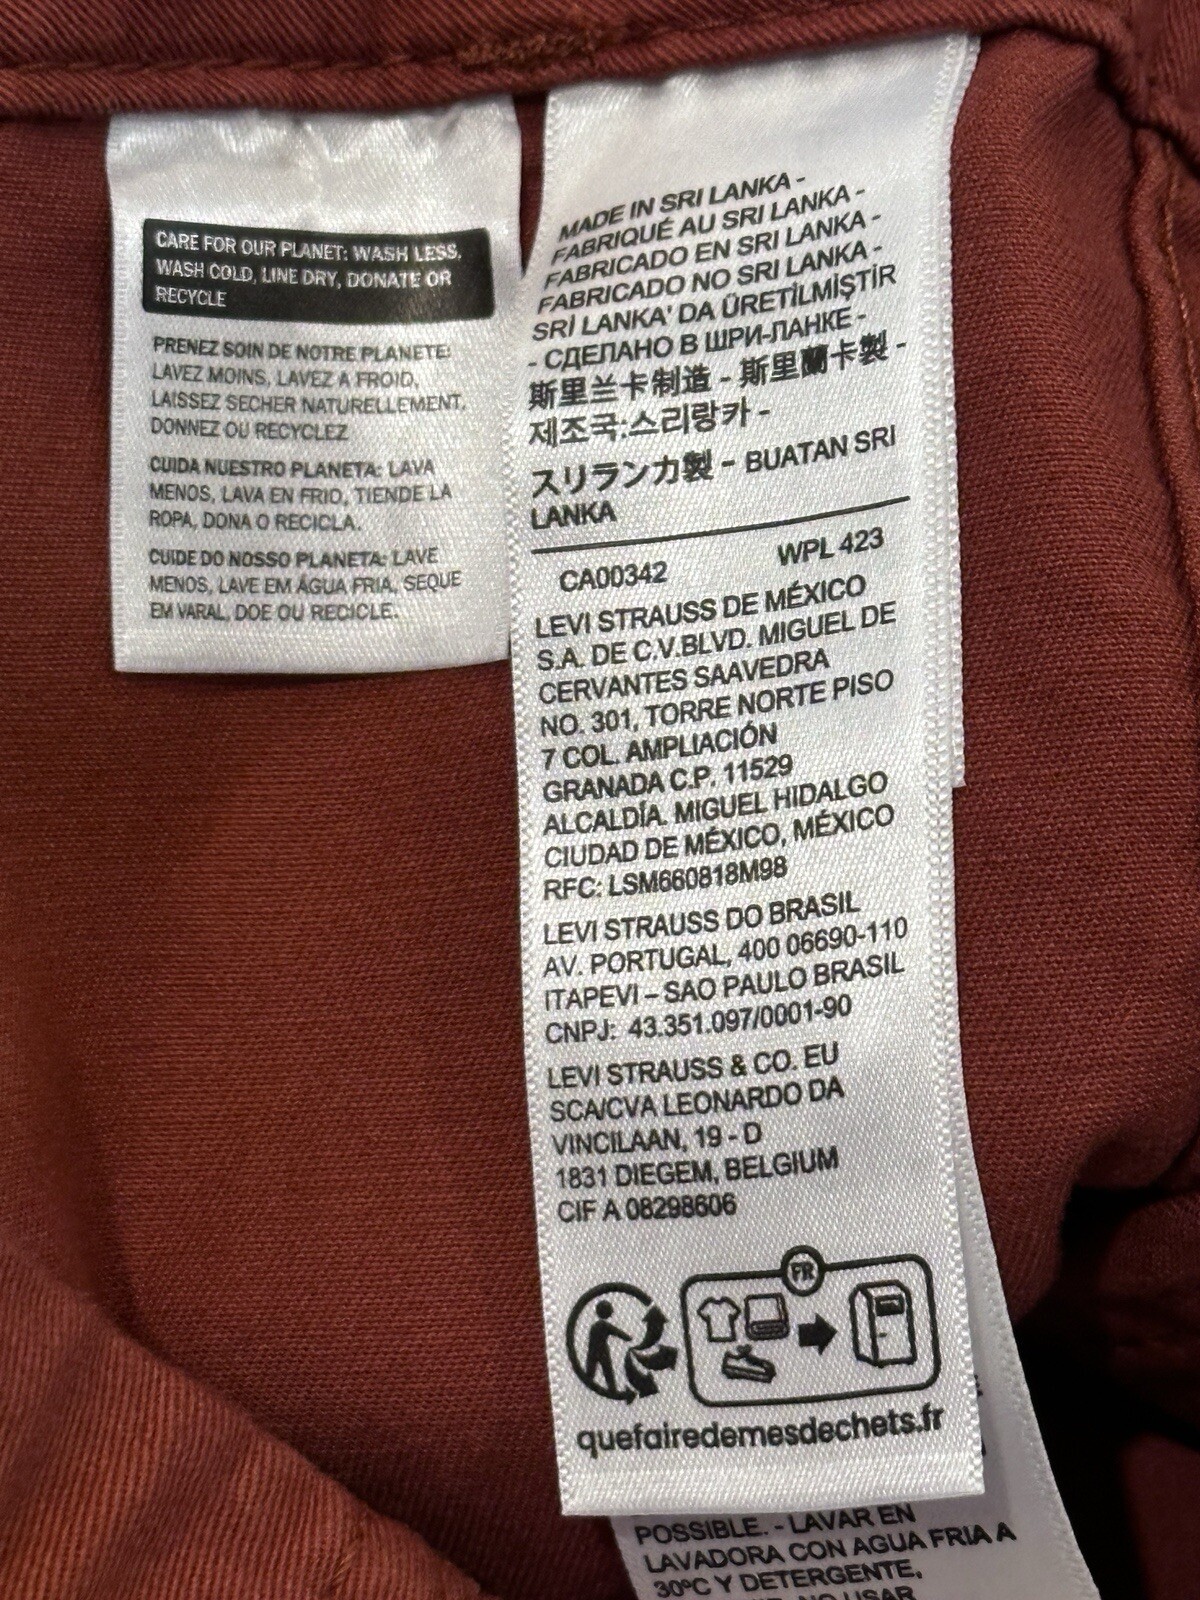 CARE FOR OUR PLANET: WASH LESS,
WASH COLD, LINE DRY, DONATE OR
RECYCLE
PRENEZ SOIN DE NOTRE PLANETE:
LAVEZ MOINS, LAVEZ A FROID,
LAISSEZ SECHER NATURELLEMENT,
DONNEZ OU RECYCLEZ
CUIDA NUESTRO PLANETA: LAVA
MENOS, LAVA EN FRIO, TIENDE LA
ROPA, DONA O RECICLA.
CUIDE DO NOSSO PLANETA: LAVE
MENOS, LAVE EM ÁGUA FRIA, SEQUE
EM VARAL, DOE OU RECICLE.
MADE IN SRI LANKA -
FABRIQUÉ AU SRI LANKA -
FABRICADO EN SRI LANKA -
FABRICADO NO SRI LANKA -
SRİ LANKA' DA ÜRETİLMİŞTİR
- СДЕЛАНО В ШРИ-ЛАНКЕ -
斯里兰卡制造 - 斯里蘭卡製 -
제조국:스리랑카 -
スリランカ製 - BUATAN SRI
LANKA
CA00342 WPL 423
LEVI STRAUSS DE MÉXICO
S.A. DE C.V.BLVD. MIGUEL DE
CERVANTES SAAVEDRA
NO. 301, TORRE NORTE PISO
7 COL. AMPLIACIÓN
GRANADA C.P. 11529
ALCALDÍA. MIGUEL HIDALGO
CIUDAD DE MÉXICO, MÉXICO
RFC: LSM660818M98
LEVI STRAUSS DO BRASIL
AV. PORTUGAL, 400 06690-110
ITAPEVI – SAO PAULO BRASIL
CNPJ: 43.351.097/0001-90
LEVI STRAUSS & CO. EU
SCA/CVA LEONARDO DA
VINCILAAN, 19 - D
1831 DIEGEM, BELGIUM
CIF A 08298606
FR
quefairedemesdechets.fr
POSSIBLE. - LAVAR EN
LAVADORA CON AGUA FRIA A
30ºC Y DETERGENTE,
NO USAR